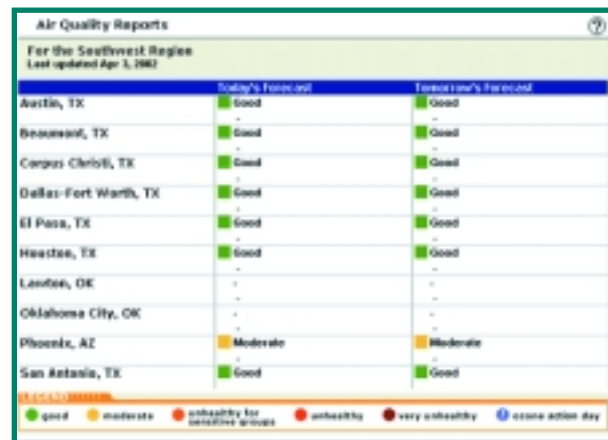 Air Quality Reports ?
For the Southwest Region
Last updated Apr 3, 2002
Today's Forecast Tomorrow's Forecast
Austin, TX Good Good
- -
Beaumont, TX Good Good
- -
Corpus Christi, TX Good Good
- -
Dallas-Fort Worth, TX Good Good
- -
El Paso, TX Good Good
- -
Houston, TX Good Good
- -
Lawton, OK - -
- -
Oklahoma City, OK - -
- -
Phoenix, AZ Moderate Moderate
- -
San Antonio, TX Good Good
LEGEND
good moderate unhealthy for sensitive groups unhealthy very unhealthy ozone action day